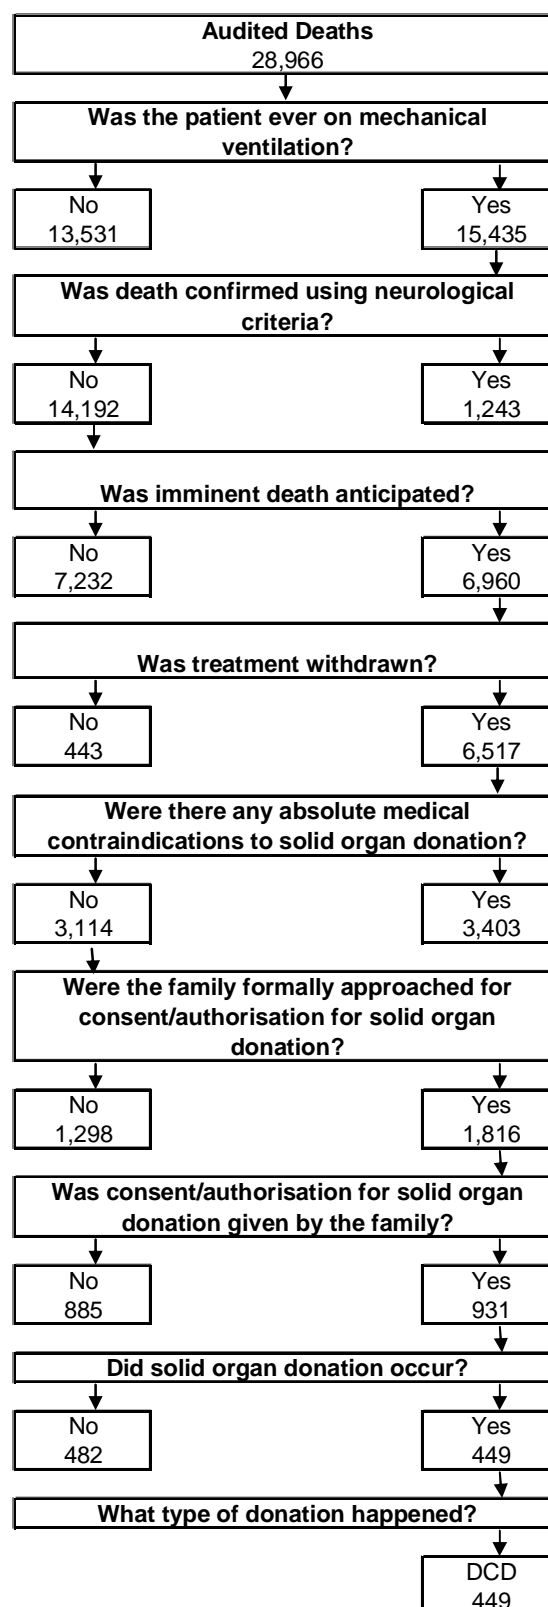 Audited Deaths
28,966
Was the patient ever on mechanical
ventilation?
No
13,531
Yes
15,435
Was death confirmed using neurological
criteria?
No
14,192
Yes
1,243
Was imminent death anticipated?
No
7,232
Yes
6,960
Was treatment withdrawn?
No
443
Yes
6,517
Were there any absolute medical
contraindications to solid organ donation?
No
3,114
Yes
3,403
Were the family formally approached for
consent/authorisation for solid organ
donation?
No
1,298
Yes
1,816
Was consent/authorisation for solid organ
donation given by the family?
No
885
Yes
931
Did solid organ donation occur?
No
482
Yes
449
What type of donation happened?
DCD
449